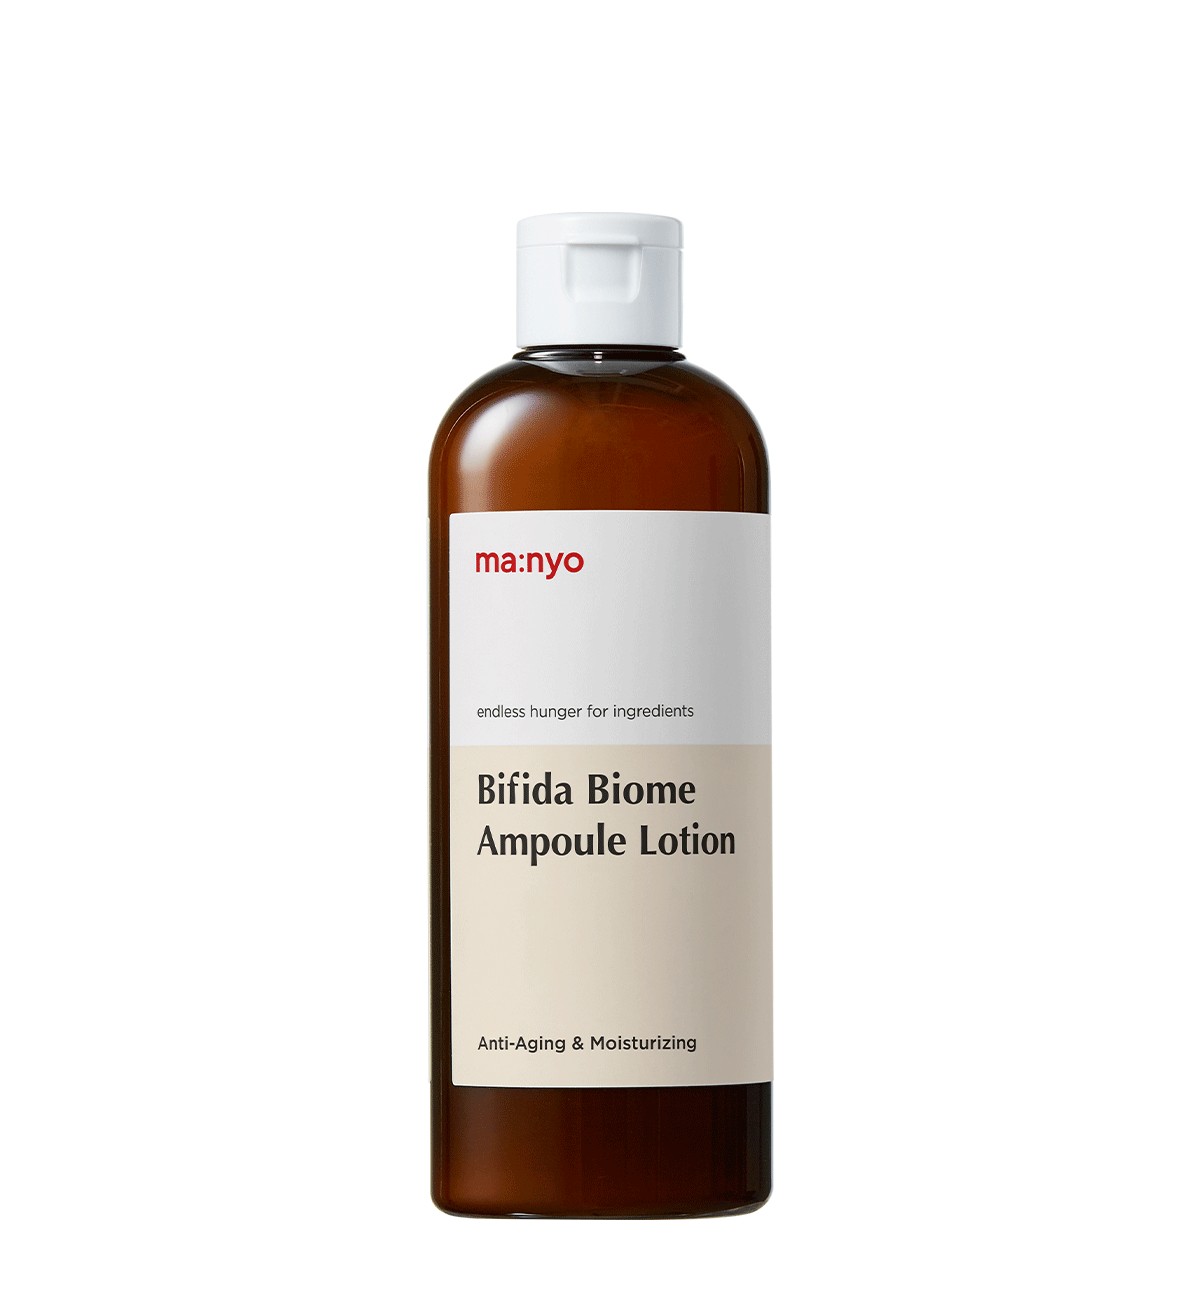 ma:nyo
endless hunger for ingredients
Bifida Biome
Ampoule Lotion
Anti-Aging & Moisturizing